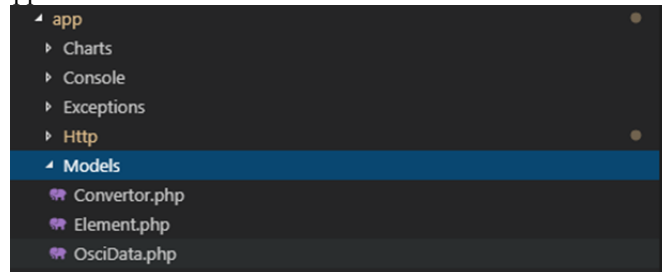 app
Charts
Console
Exceptions
Http
Models
Convertor.php
Element.php
OsciData.php